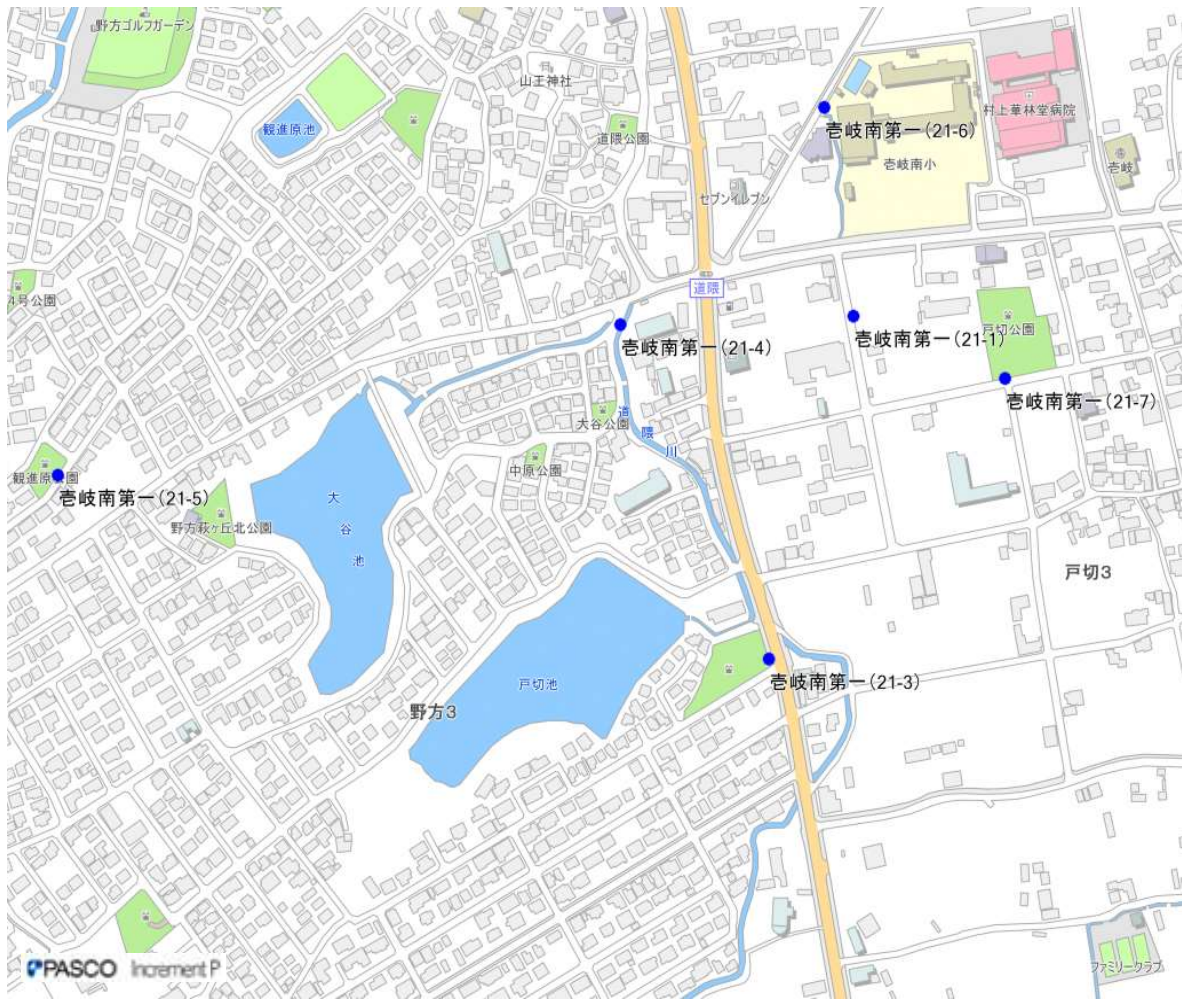 野方ゴルフガーデン
山王神社
村上華林堂病院
観進原池
道隈公園
壱岐南第一(21-6)
壱岐南小
壱岐
セブンイレブン
4号公園
道隈
戸切公園
壱岐南第一(21-4)
壱岐南第一(21-1)
壱岐南第一(21-7)
大谷公園
道隈川
中原公園
観進原公園
壱岐南第一(21-5)
大谷池
野方萩ヶ丘北公園
戸切3
戸切池
壱岐南第一(21-3)
野方3
ファミリークラブ
PASCO Increment P